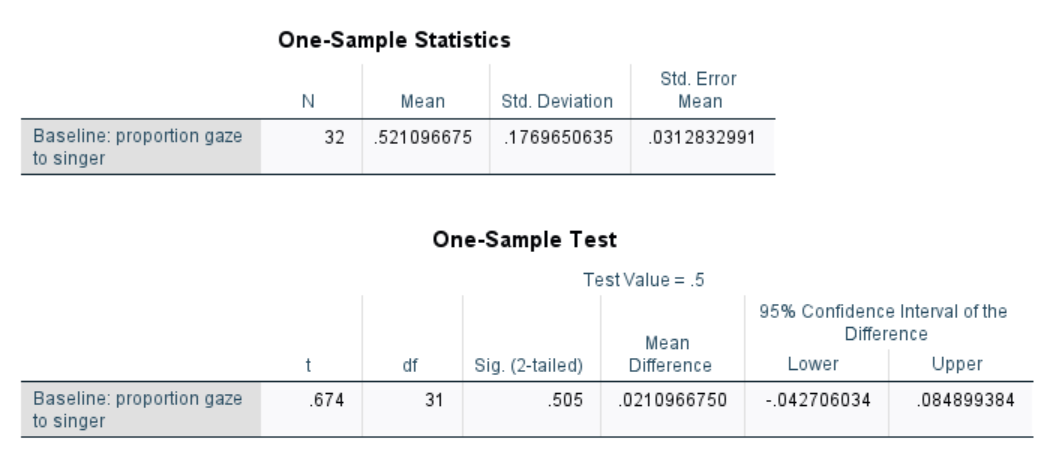 One-Sample Statistics
N Mean Std. Deviation Std. Error Mean
Baseline: proportion gaze to singer 32 .521096675 .1769650635 .0312832991
One-Sample Test
Test Value = .5
95% Confidence Interval of the Difference
t df Sig. (2-tailed) Mean Difference Lower Upper
Baseline: proportion gaze to singer .674 31 .505 .0210966750 -.042706034 .084899384